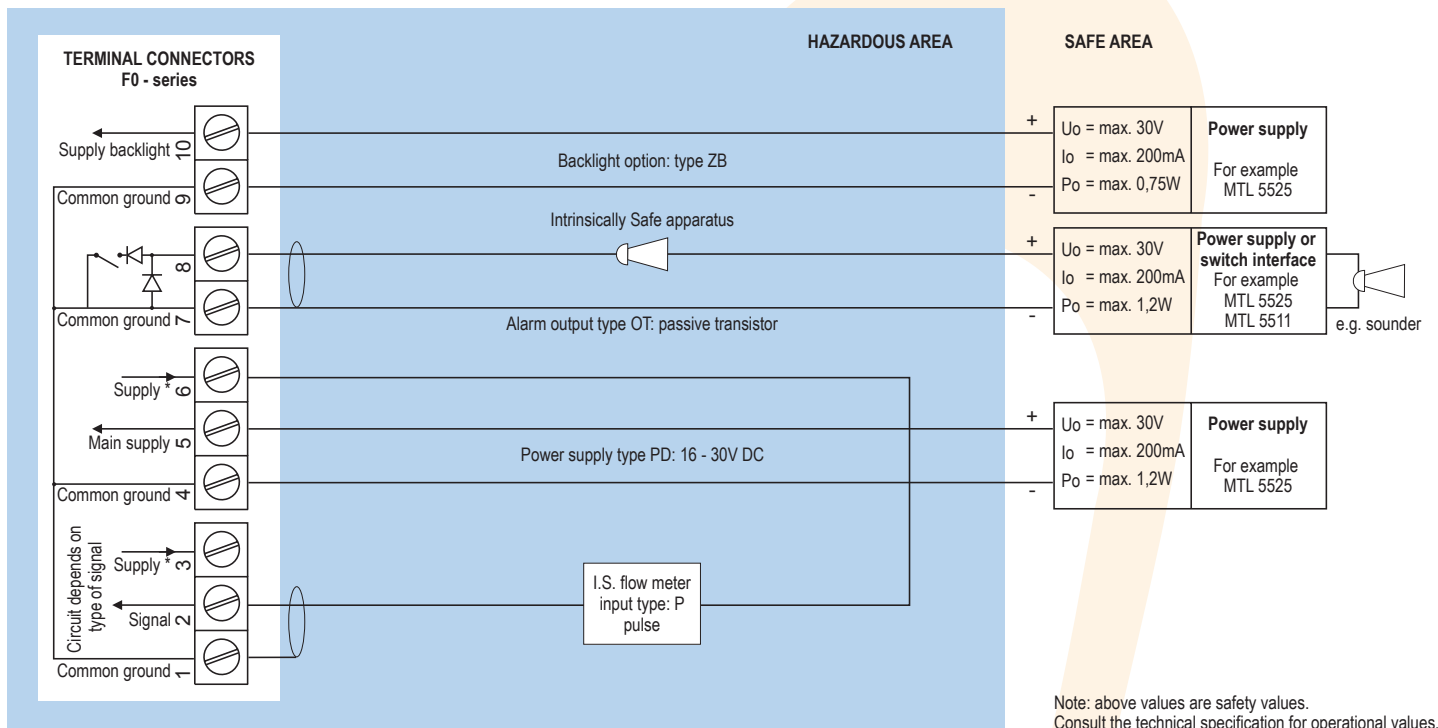 HAZARDOUS AREA
SAFE AREA
TERMINAL CONNECTORS
F0 - series
Supply backlight
10
Common ground
9
Backlight option: type ZB
+
-
Uo = max. 30V
Io = max. 200mA
Po = max. 0,75W
Power supply
For example
MTL 5525
8
Common ground
7
Intrinsically Safe apparatus
Alarm output type OT: passive transistor
+
-
Uo = max. 30V
Io = max. 200mA
Po = max. 1,2W
Power supply or
switch interface
For example
MTL 5525
MTL 5511
e.g. sounder
Supply *
6
Main supply
5
Common ground
4
Power supply type PD: 16 - 30V DC
+
-
Uo = max. 30V
Io = max. 200mA
Po = max. 1,2W
Power supply
For example
MTL 5525
Circuit depends on
type of signal
Supply *
3
Signal
2
Common ground
1
I.S. flow meter
input type: P
pulse
Note: above values are safety values.
Consult the technical specification for operational values.